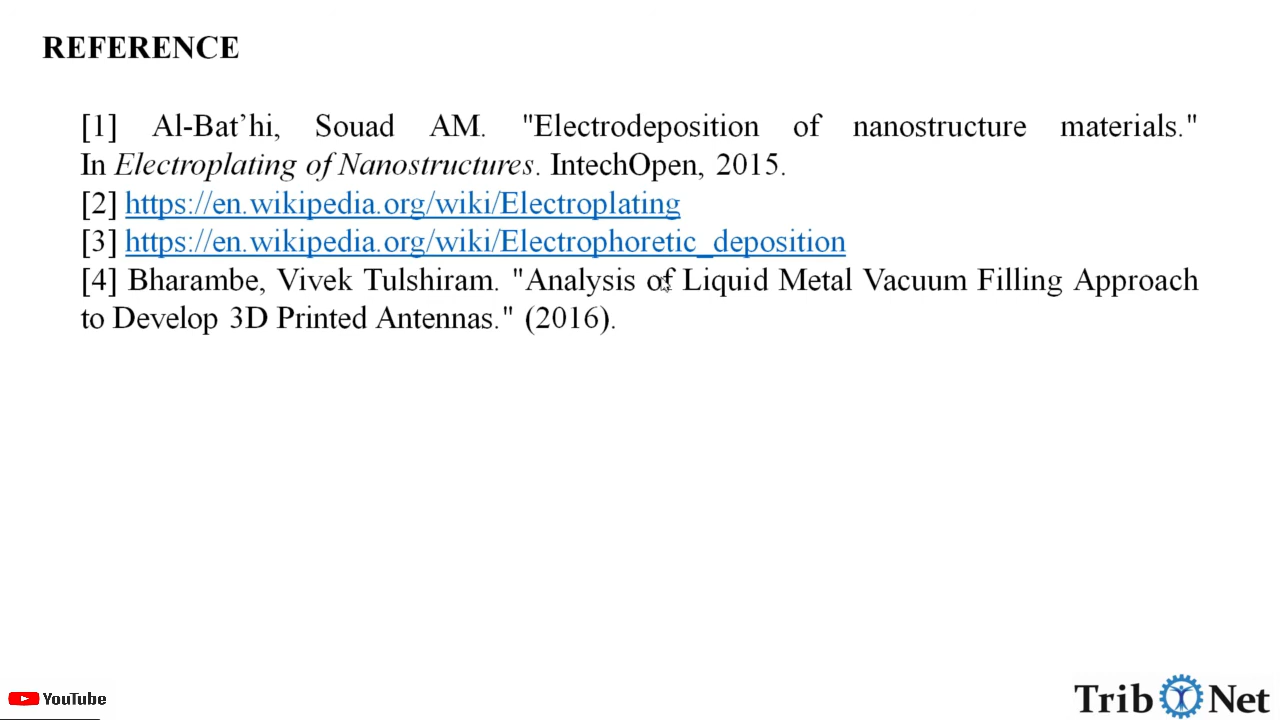 REFERENCE
[1] Al-Bat’hi, Souad AM. "Electrodeposition of nanostructure materials."
In Electroplating of Nanostructures. IntechOpen, 2015.
[2] https://en.wikipedia.org/wiki/Electroplating
[3] https://en.wikipedia.org/wiki/Electrophoretic_deposition
[4] Bharambe, Vivek Tulshiram. "Analysis of Liquid Metal Vacuum Filling Approach
to Develop 3D Printed Antennas." (2016).
YouTube
Trib Net